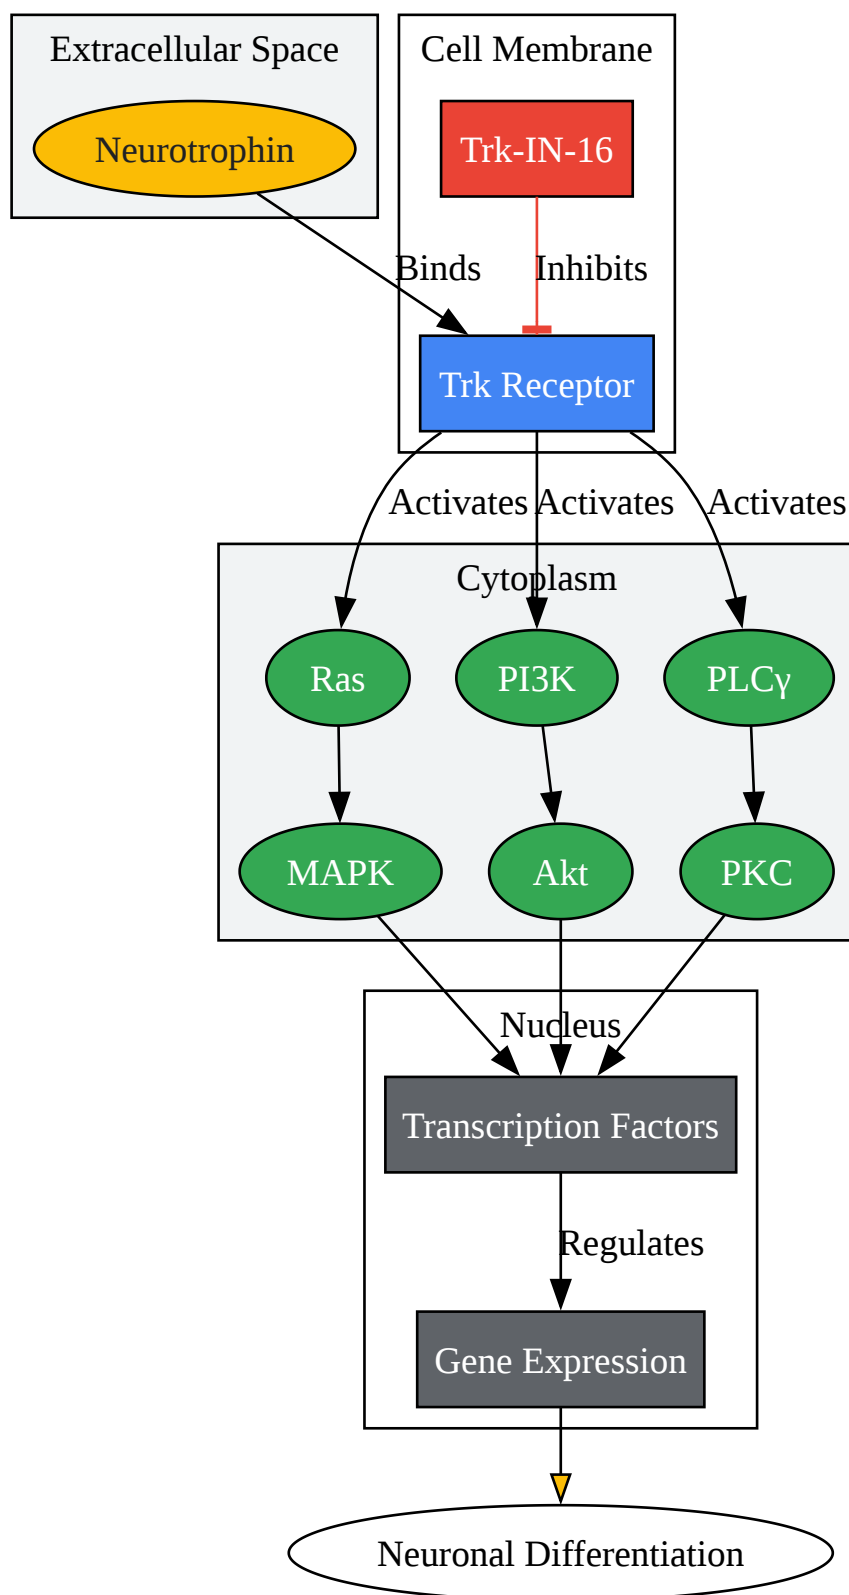 Extracellular Space
Cell Membrane
Neurotrophin
Trk-IN-16
Binds
Inhibits
Trk Receptor
Activates
Activates
Activates
Cytoplasm
Ras
PI3K
PLCγ
MAPK
Akt
PKC
Nucleus
Transcription Factors
Regulates
Gene Expression
Neuronal Differentiation